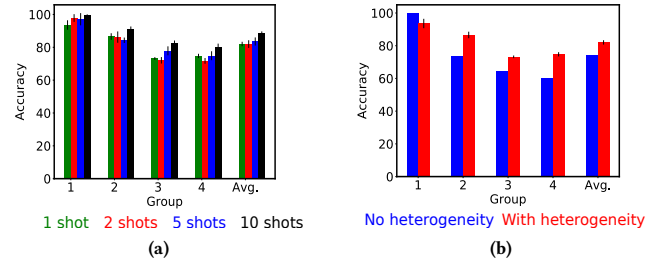 100
80
60
40
20
0
Accuracy
1 2 3 4 Avg.
Group
1 shot 2 shots 5 shots 10 shots
(a)
100
80
60
40
20
0
Accuracy
1 2 3 4 Avg.
Group
No heterogeneity With heterogeneity
(b)